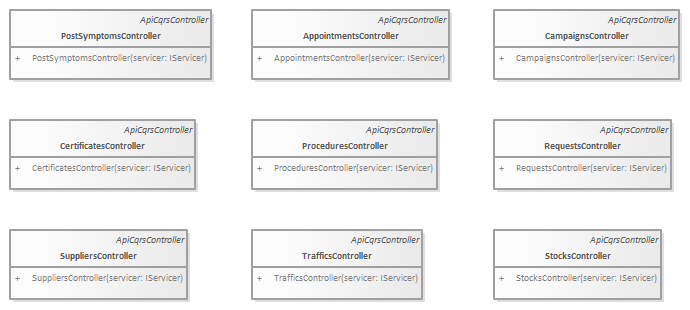 ApiCqrsController
PostSymptomsController
+ PostSymptomsController(servicer: IServicer)
ApiCqrsController
AppointmentsController
+ AppointmentsController(servicer: IServicer)
ApiCqrsController
CampaignsController
+ CampaignsController(servicer: IServicer)
ApiCqrsController
CertificatesController
+ CertificatesController(servicer: IServicer)
ApiCqrsController
ProceduresController
+ ProceduresController(servicer: IServicer)
ApiCqrsController
RequestsController
+ RequestsController(servicer: IServicer)
ApiCqrsController
SuppliersController
+ SuppliersController(servicer: IServicer)
ApiCqrsController
TrafficsController
+ TrafficsController(servicer: IServicer)
ApiCqrsController
StocksController
+ StocksController(servicer: IServicer)